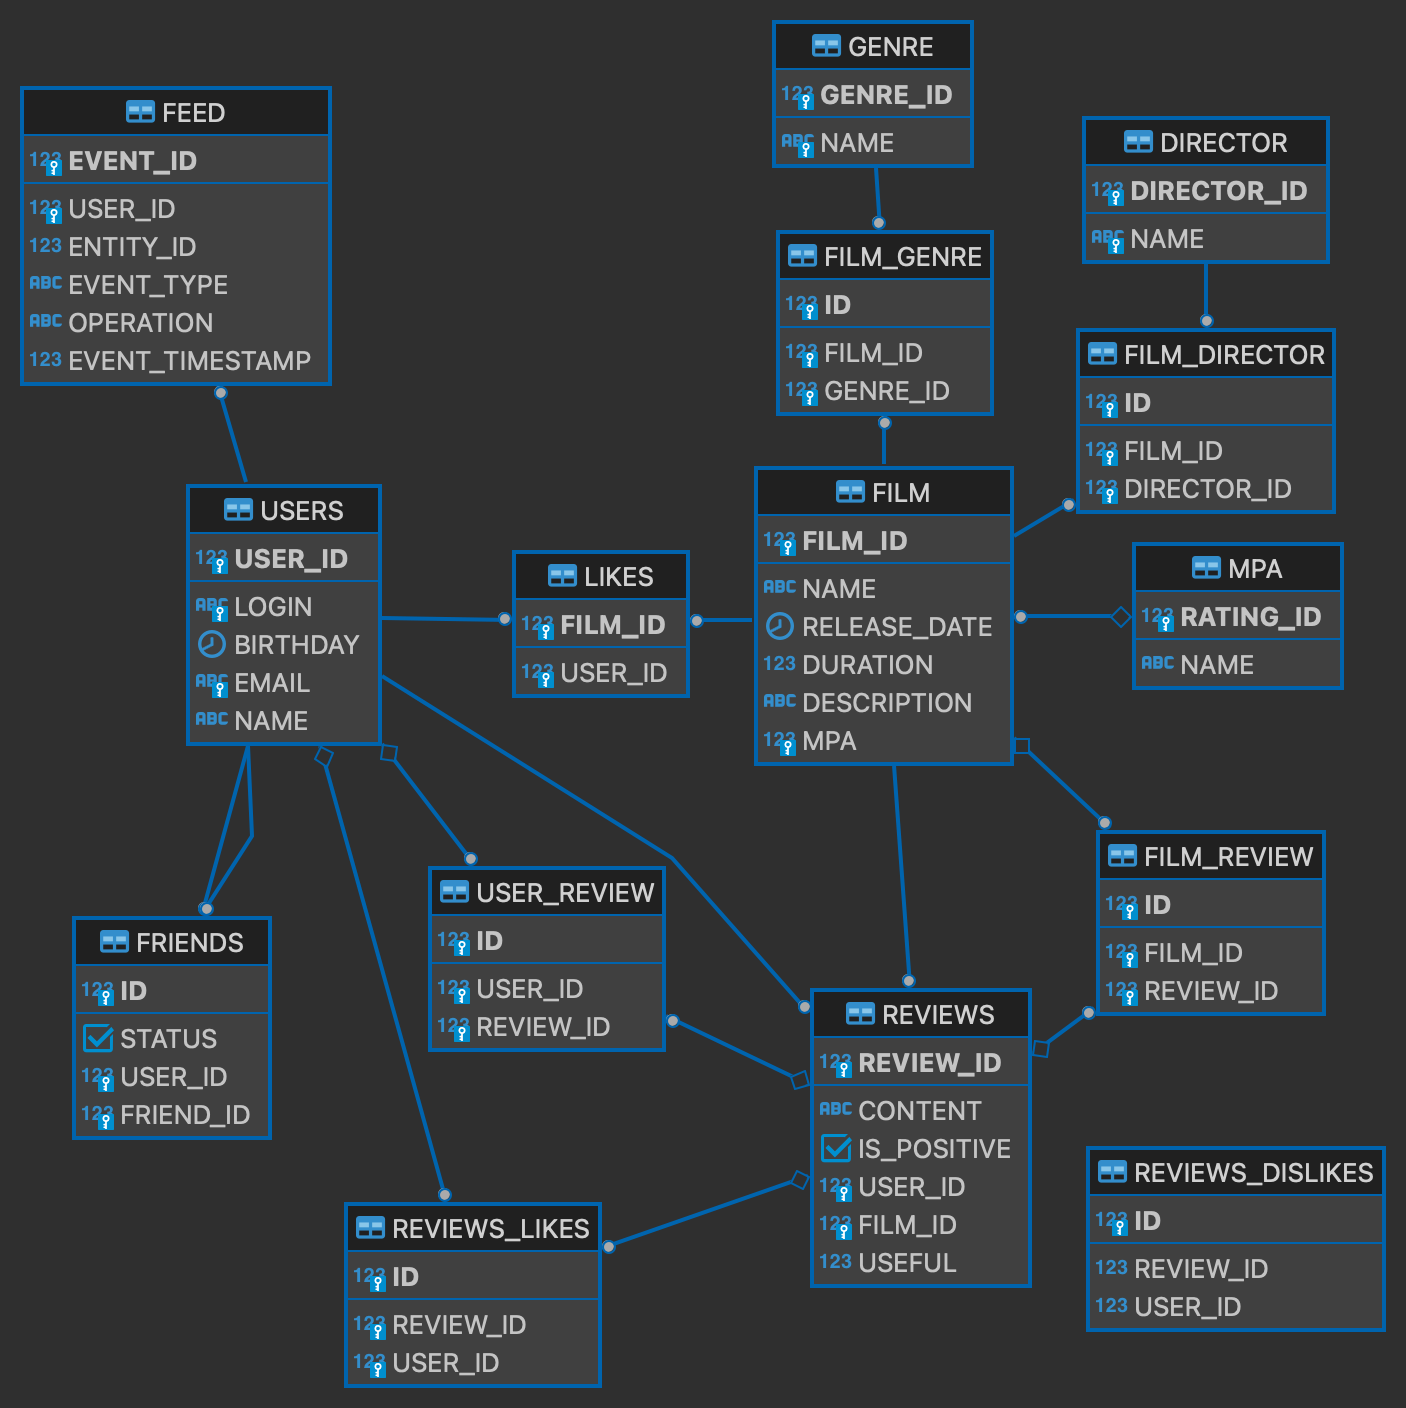 GENRE
123 GENRE_ID
ABC NAME
FEED
123 EVENT_ID
123 USER_ID
123 ENTITY_ID
ABC EVENT_TYPE
ABC OPERATION
123 EVENT_TIMESTAMP
DIRECTOR
123 DIRECTOR_ID
ABC NAME
FILM_GENRE
123 ID
123 FILM_ID
123 GENRE_ID
FILM_DIRECTOR
123 ID
123 FILM_ID
123 DIRECTOR_ID
USERS
123 USER_ID
ABC LOGIN
BIRTHDAY
ABC EMAIL
ABC NAME
LIKES
123 FILM_ID
123 USER_ID
FILM
123 FILM_ID
ABC NAME
RELEASE_DATE
123 DURATION
ABC DESCRIPTION
123 MPA
MPA
123 RATING_ID
ABC NAME
FILM_REVIEW
123 ID
123 FILM_ID
123 REVIEW_ID
USER_REVIEW
123 ID
123 USER_ID
123 REVIEW_ID
FRIENDS
123 ID
STATUS
123 USER_ID
123 FRIEND_ID
REVIEWS
123 REVIEW_ID
ABC CONTENT
IS_POSITIVE
123 USER_ID
123 FILM_ID
123 USEFUL
REVIEWS_DISLIKES
123 ID
123 REVIEW_ID
123 USER_ID
REVIEWS_LIKES
123 ID
123 REVIEW_ID
123 USER_ID